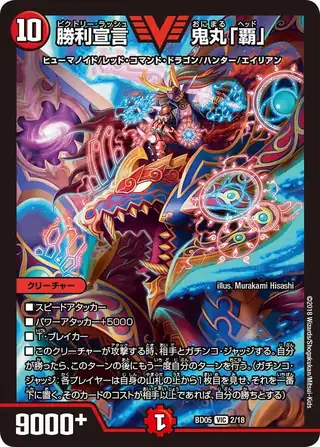 10
ビクトリー・ラッシュ
おにまる
ヘッド
勝利宣言 鬼丸「覇」
ヒューマノイド/レッド・コマンド・ドラゴン/ハンター/エイリアン
illus. Murakami Hisashi
©2018 Wizards/Shogakukan/Mitsui-Kids
クリーチャー
■スピードアタッカー
■パワーアタッカー+5000
■T・ブレイカー
■このクリーチャーが攻撃する時、相手とガチンコ・ジャッジする。自分
が勝ったら、このターンの後にもう一度自分のターンを行う。(ガチンコ・
ジャッジ:各プレイヤーは自身の山札の上から1枚目を見せ、それを一番
下に置く。そのカードのコストが相手以上であれば、自分の勝ちとする)
9000+
1
BD05 VIC 2/18